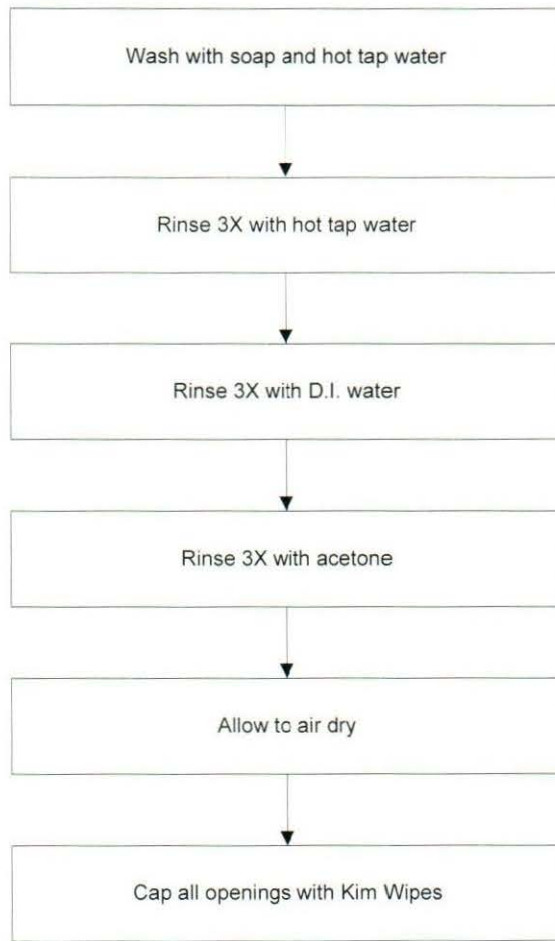 Wash with soap and hot tap water
Rinse 3X with hot tap water
Rinse 3X with D.I. water
Rinse 3X with acetone
Allow to air dry
Cap all openings with Kim Wipes